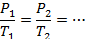 P₁/T₁ = P₂/T₂ = ⋯